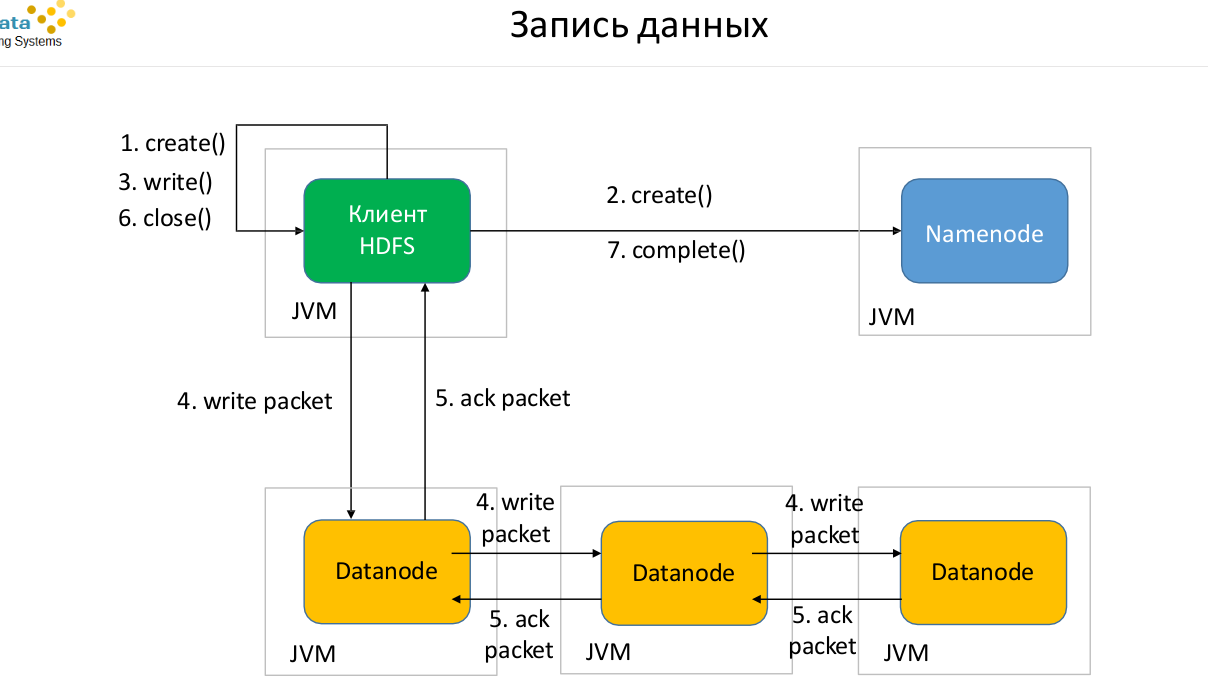 ata
ng Systems
Запись данных
1. create()
3. write()
6. close()
Клиент
HDFS
JVM
2. create()
7. complete()
Namenode
JVM
4. write packet
5. ack packet
4. write
packet
4. write
packet
Datanode
Datanode
Datanode
5. ack
packet
5. ack
packet
JVM
JVM
JVM